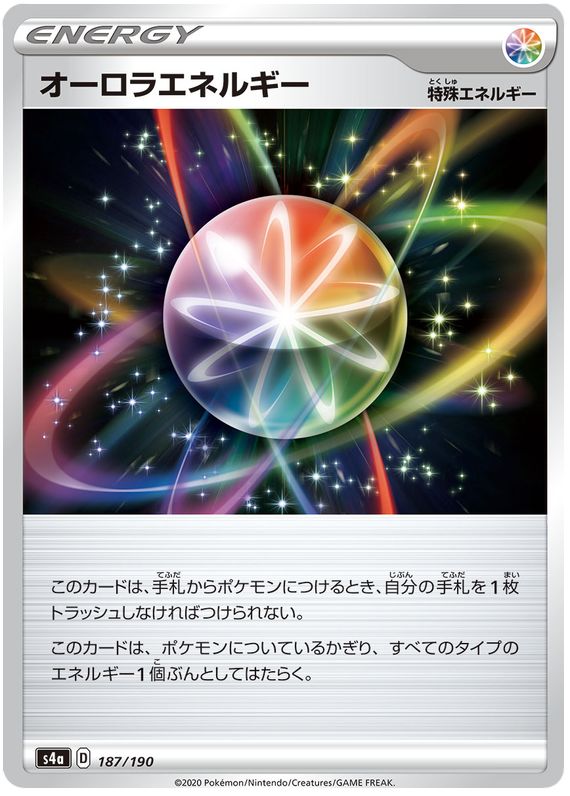 ENERGY
オーロラエネルギー
とくしゅ
特殊エネルギー
てふだ じぶん てふだ まい
このカードは、手札からポケモンにつけるとき、自分の手札を1枚
トラッシュしなければつけられない。
このカードは、ポケモンについているかぎり、すべてのタイプの
こ
エネルギー1個ぶんとしてはたらく。
s4a D 187/190
©2020 Pokémon/Nintendo/Creatures/GAME FREAK.